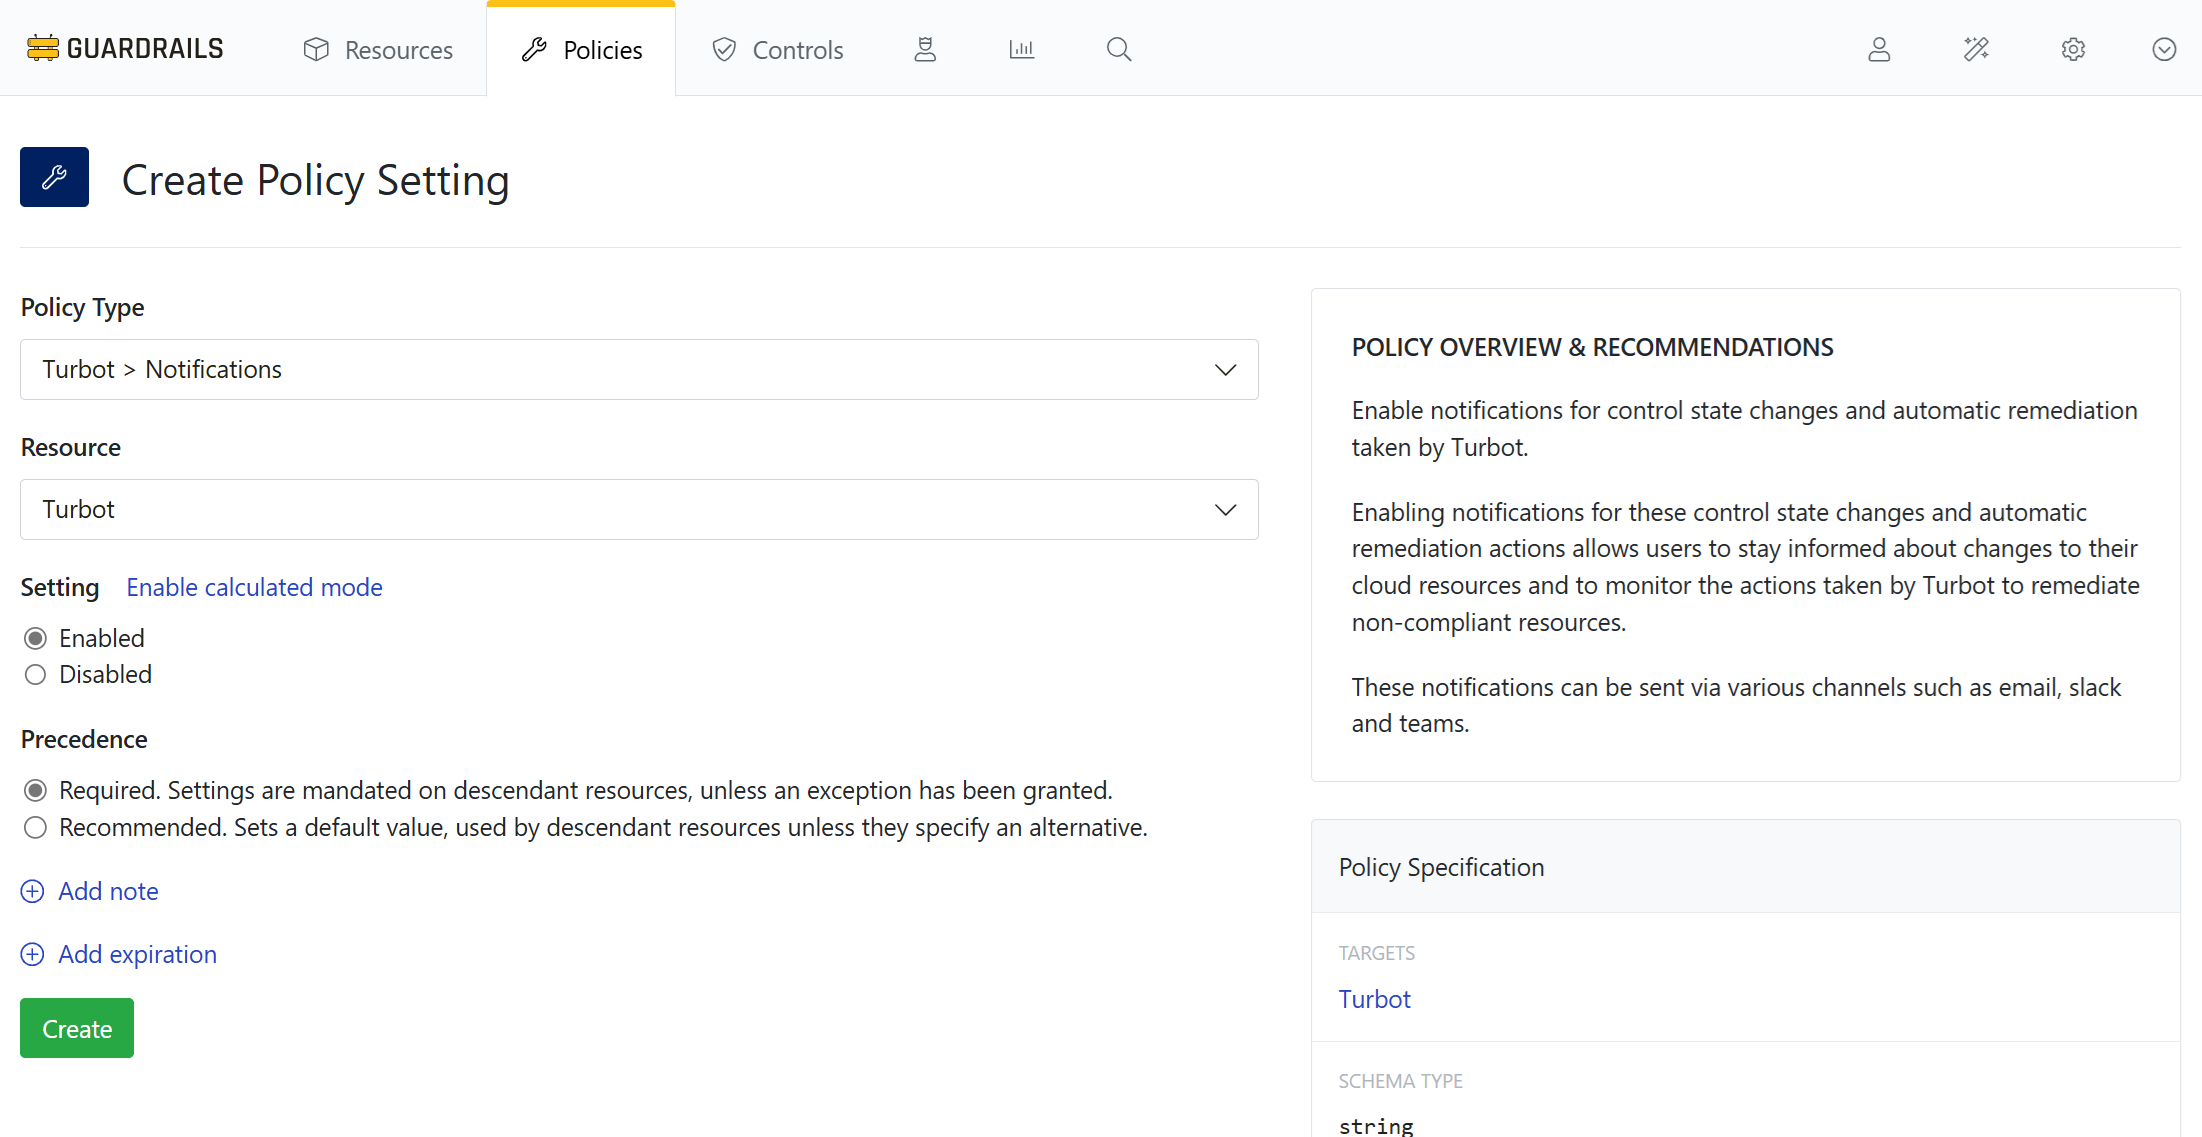 GUARDRAILS
Resources
Policies
Controls
Create Policy Setting
Policy Type
Turbot > Notifications
Resource
Turbot
Setting Enable calculated mode
Enabled
Disabled
Precedence
Required. Settings are mandated on descendant resources, unless an exception has been granted.
Recommended. Sets a default value, used by descendant resources unless they specify an alternative.
Add note
Add expiration
Create
POLICY OVERVIEW & RECOMMENDATIONS
Enable notifications for control state changes and automatic remediation
taken by Turbot.
Enabling notifications for these control state changes and automatic
remediation actions allows users to stay informed about changes to their
cloud resources and to monitor the actions taken by Turbot to remediate
non-compliant resources.
These notifications can be sent via various channels such as email, slack
and teams.
Policy Specification
TARGETS
Turbot
SCHEMA TYPE
string